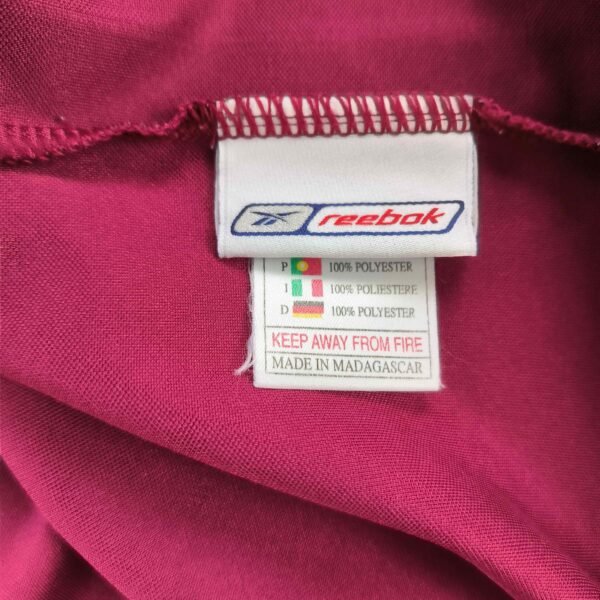 reebok
P 100% POLYESTER
I 100% POLIESTERE
D 100% POLYESTER
KEEP AWAY FROM FIRE
MADE IN MADAGASCAR